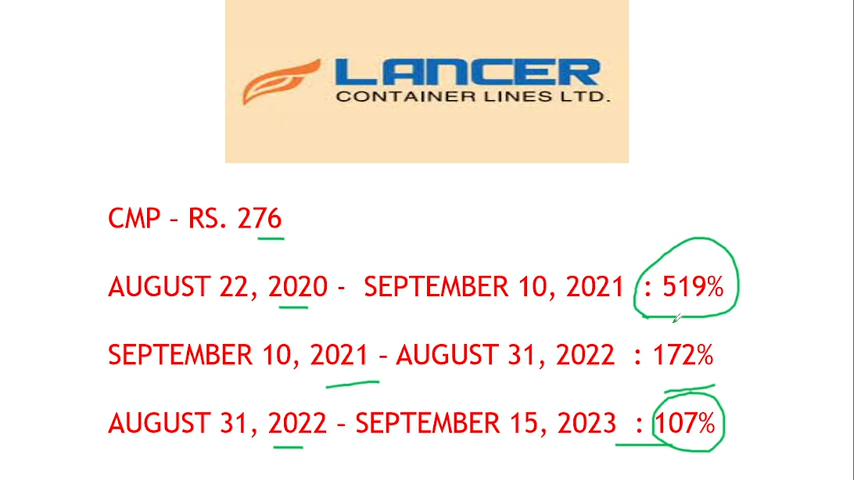 LANCER
CONTAINER LINES LTD.
CMP – RS. 276
AUGUST 22, 2020 - SEPTEMBER 10, 2021 : 519%
SEPTEMBER 10, 2021 – AUGUST 31, 2022 : 172%
AUGUST 31, 2022 – SEPTEMBER 15, 2023 : 107%